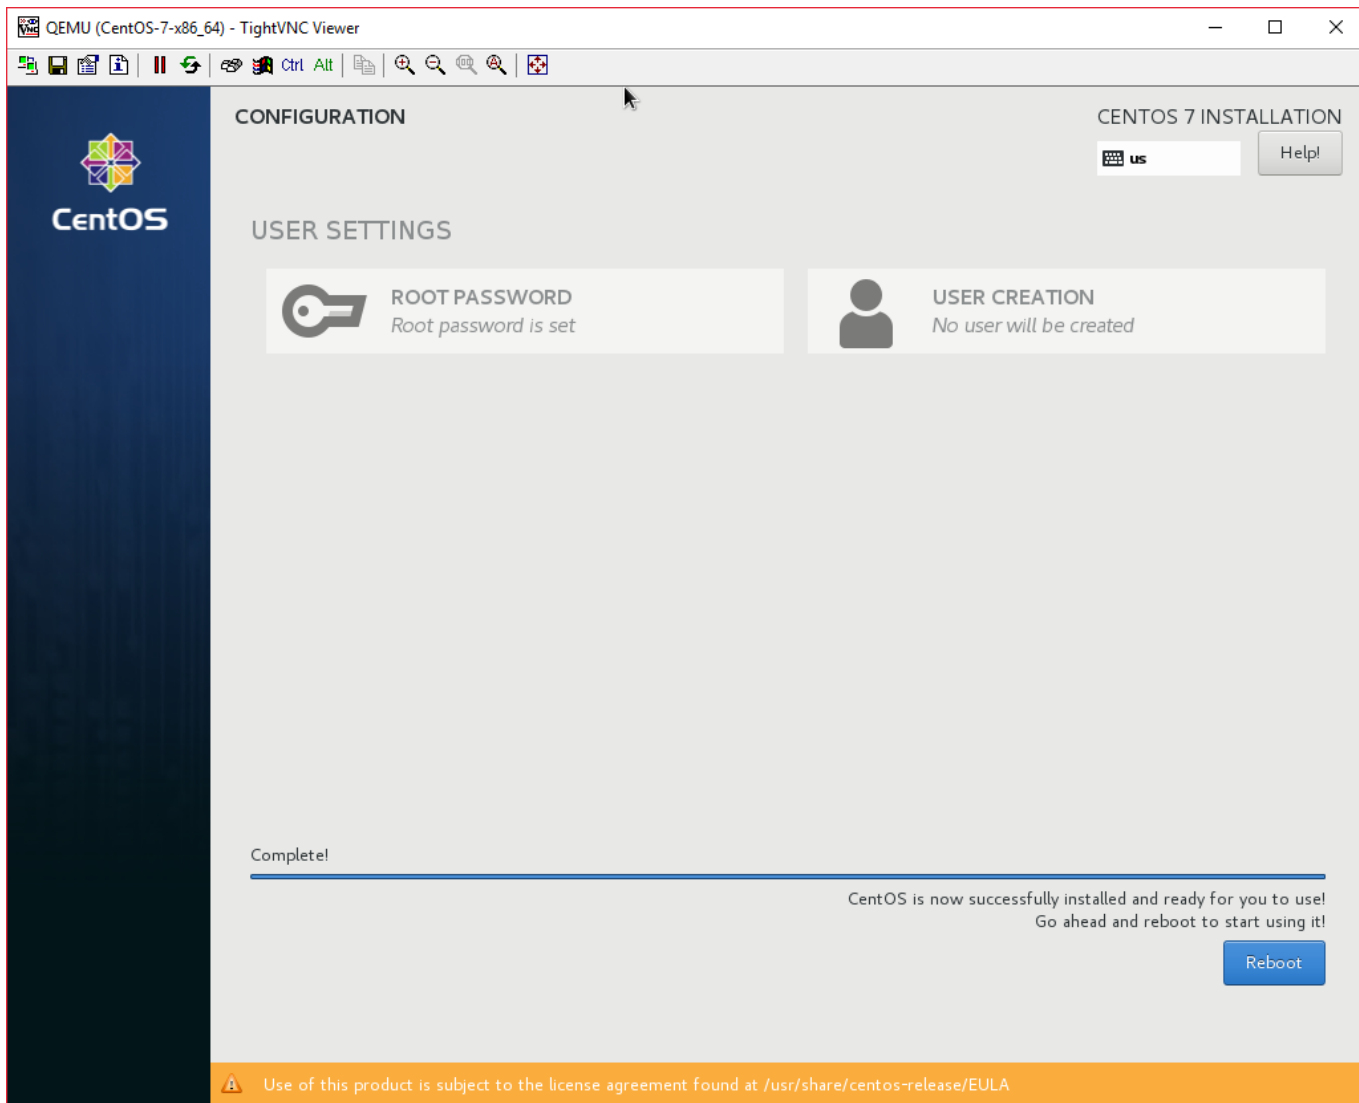 QEMU (CentOS-7-x86_64) - TightVNC Viewer
Ctrl Alt
CONFIGURATION
CENTOS 7 INSTALLATION
us
Help!
CentOS
USER SETTINGS
ROOT PASSWORD
Root password is set
USER CREATION
No user will be created
Complete!
CentOS is now successfully installed and ready for you to use!
Go ahead and reboot to start using it!
Reboot
Use of this product is subject to the license agreement found at /usr/share/centos-release/EULA